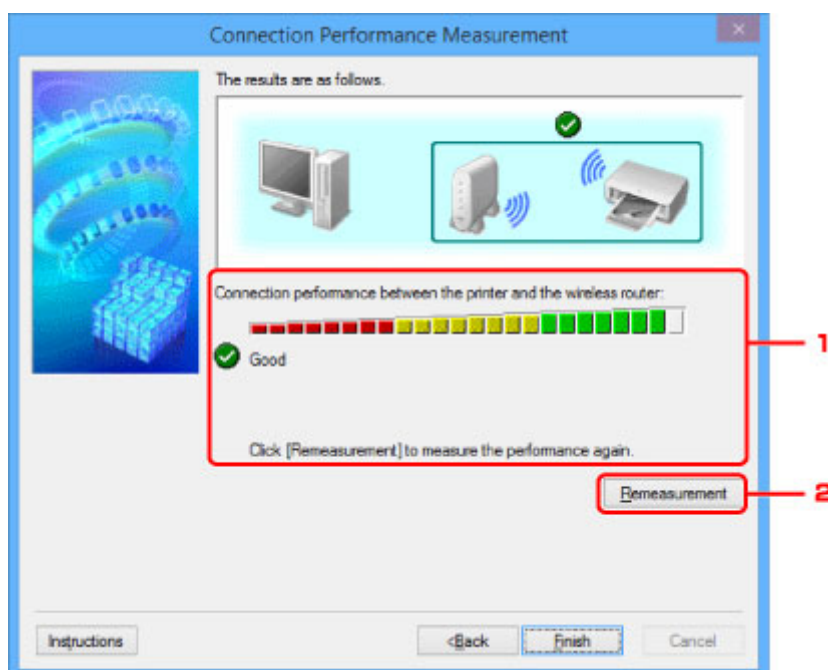 Connection Performance Measurement
The results are as follows.
Connection performance between the printer and the wireless router:
Good
Click [Remeasurement] to measure the performance again.
1
Remeasurement
2
Instructions
<Back
Finish
Cancel